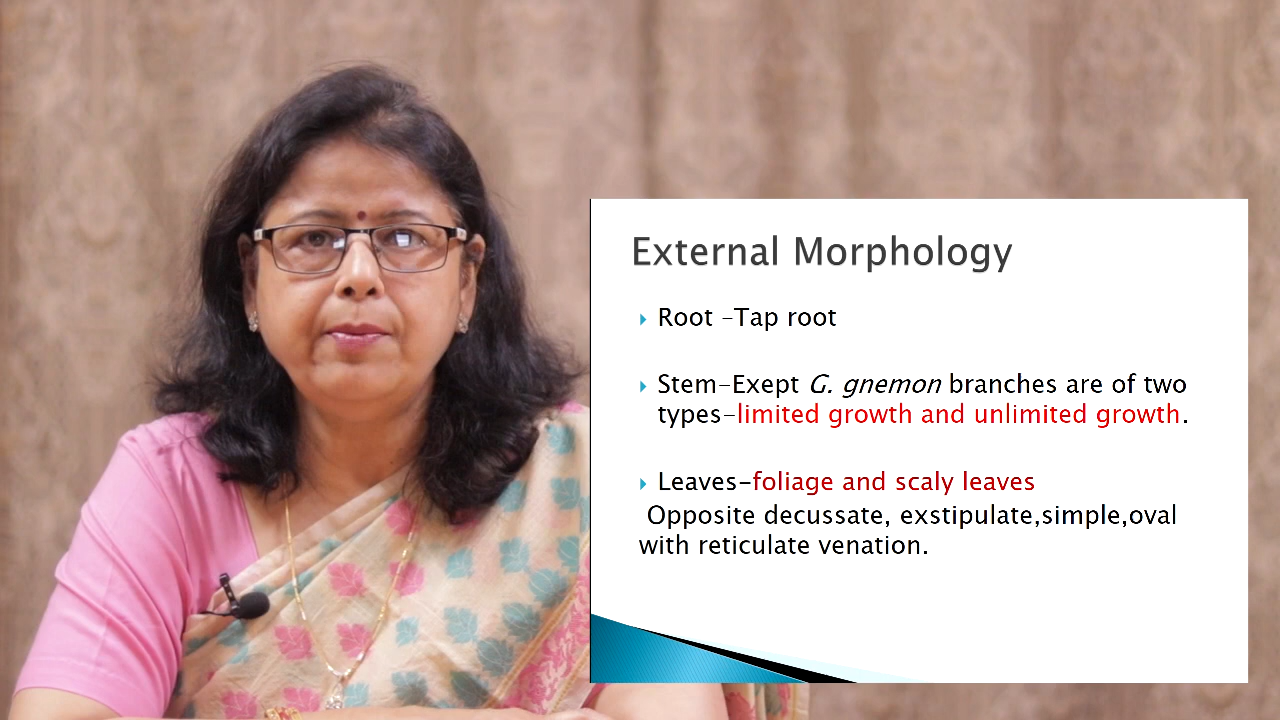 External Morphology
Root -Tap root
Stem-Exept G. gnemon branches are of two
types-limited growth and unlimited growth.
Leaves-foliage and scaly leaves
Opposite decussate, exstipulate,simple,oval
with reticulate venation.